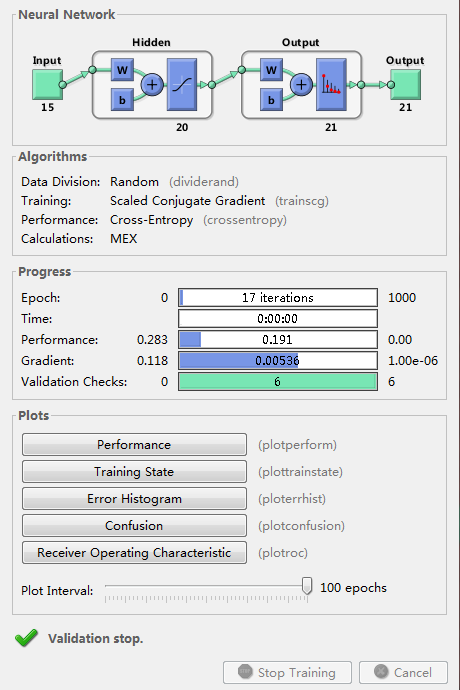 Neural Network
Hidden
Output
Input
Output
W
W
b
b
15
20
21
21
Algorithms
Data Division: Random (dividerand)
Training: Scaled Conjugate Gradient (trainscg)
Performance: Cross-Entropy (crossentropy)
Calculations: MEX
Progress
Epoch: 0 17 iterations 1000
Time: 0:00:00
Performance: 0.283 0.191 0.00
Gradient: 0.118 0.00536 1.00e-06
Validation Checks: 0 6 6
Plots
Performance (plotperform)
Training State (plottrainstate)
Error Histogram (ploterrhist)
Confusion (plotconfusion)
Receiver Operating Characteristic (plotroc)
Plot Interval: 100 epochs
Validation stop.
Stop Training Cancel